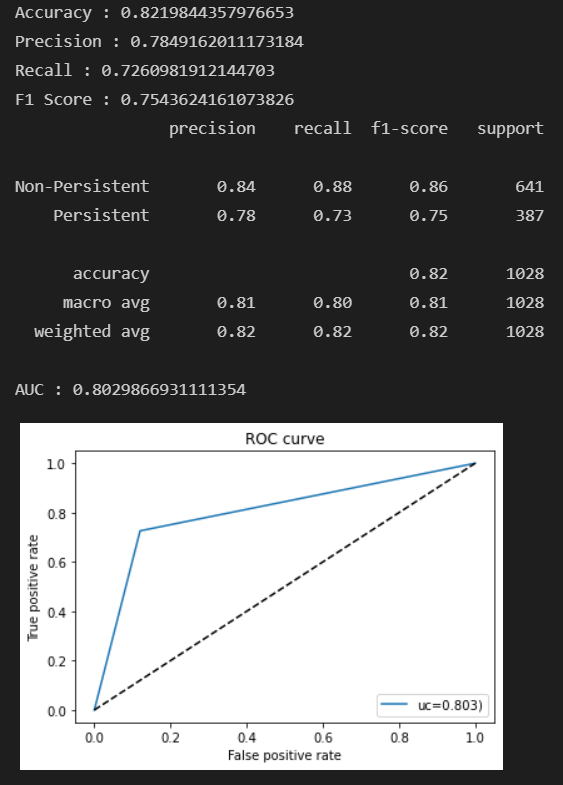 Accuracy : 0.8219844357976653
Precision : 0.7849162011173184
Recall : 0.7260981912144703
F1 Score : 0.7543624161073826
precision recall f1-score support
Non-Persistent 0.84 0.88 0.86 641
Persistent 0.78 0.73 0.75 387
accuracy 0.82 1028
macro avg 0.81 0.80 0.81 1028
weighted avg 0.82 0.82 0.82 1028
AUC : 0.8029866931111354
ROC curve
1.0
0.8
0.6
0.4
0.2
0.0
True positive rate
uc=0.803)
0.0 0.2 0.4 0.6 0.8 1.0
False positive rate